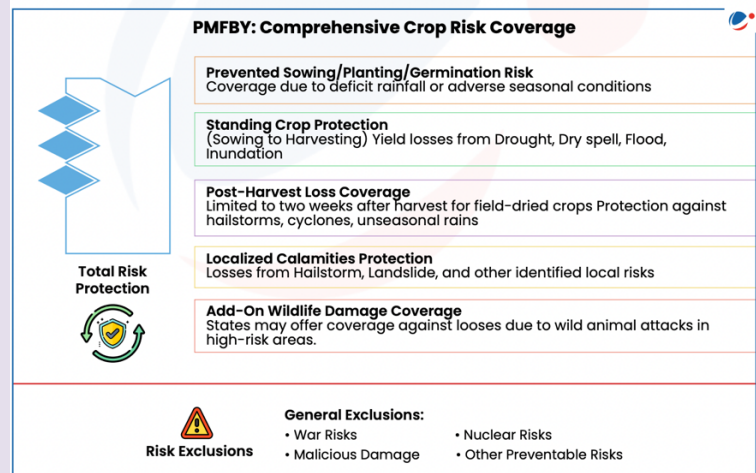 PMFBY: Comprehensive Crop Risk Coverage
Prevented Sowing/Planting/Germination Risk
Coverage due to deficit rainfall or adverse seasonal conditions
Standing Crop Protection
(Sowing to Harvesting) Yield losses from Drought, Dry spell, Flood,
Inundation
Post-Harvest Loss Coverage
Limited to two weeks after harvest for field-dried crops Protection against
hailstorms, cyclones, unseasonal rains
Localized Calamities Protection
Losses from Hailstorm, Landslide, and other identified local risks
Add-On Wildlife Damage Coverage
States may offer coverage against looses due to wild animal attacks in
high-risk areas.
Total Risk
Protection
Risk Exclusions
General Exclusions:
• War Risks
• Malicious Damage
• Nuclear Risks
• Other Preventable Risks